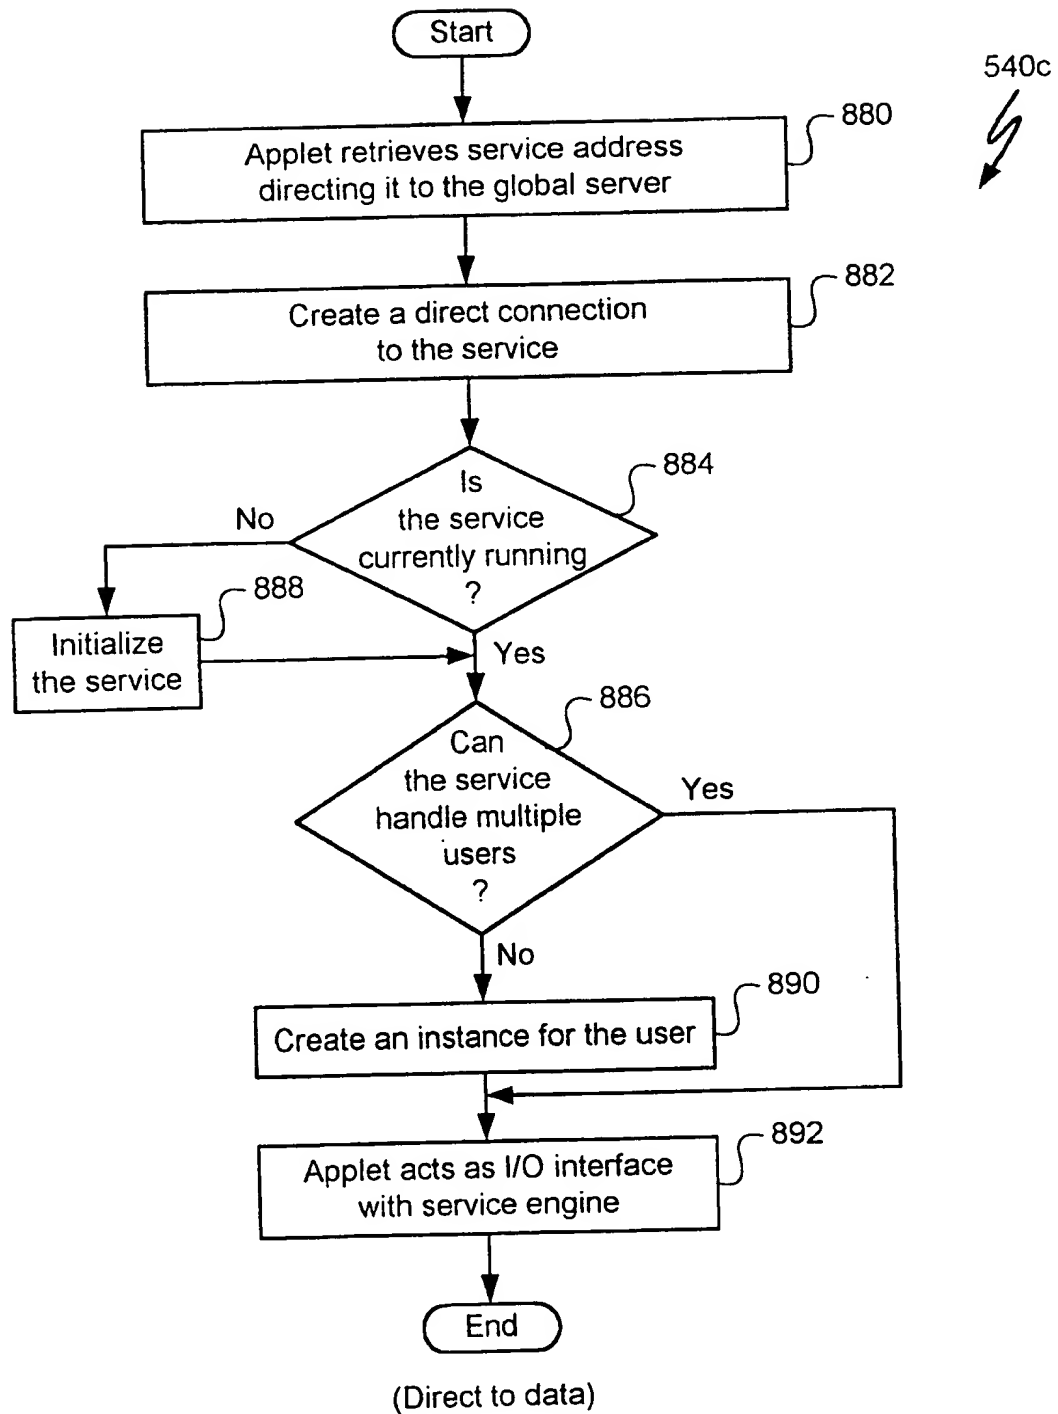 Start
540c
880
Applet retrieves service address
directing it to the global server
882
Create a direct connection
to the service
884
Is
the service
currently running
?
No
888
Initialize
the service
Yes
886
Can
the service
handle multiple
users
?
Yes
No
890
Create an instance for the user
892
Applet acts as I/O interface
with service engine
End
(Direct to data)